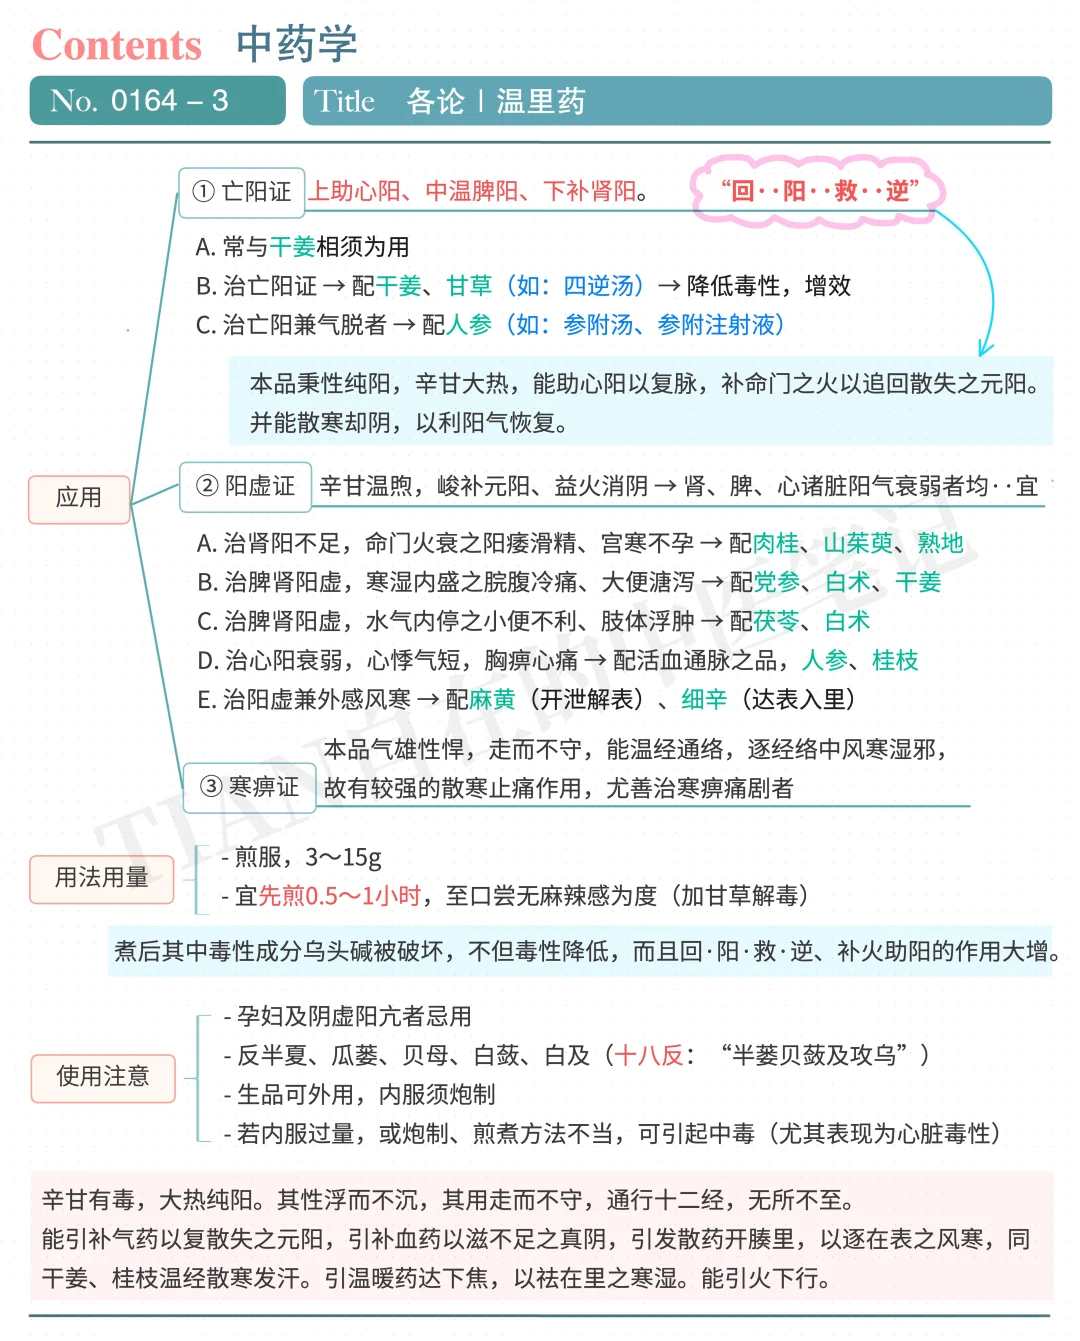 Contents 中药学
No. 0164 – 3
Title 各论 | 温里药
① 亡阳证 上助心阳、中温脾阳、下补肾阳。 “回··阳··救··逆”
A. 常与干姜相须为用
B. 治亡阳证 → 配干姜、甘草（如：四逆汤）→ 降低毒性，增效
C. 治亡阳兼气脱者 → 配人参（如：参附汤、参附注射液）
本品秉性纯阳，辛甘大热，能助心阳以复脉，补命门之火以追回散失之元阳。
并能散寒却阴，以利阳气恢复。
应用
② 阳虚证 辛甘温煦，峻补元阳、益火消阴 → 肾、脾、心诸脏阳气衰弱者均··宜
A. 治肾阳不足，命门火衰之阳痿滑精、宫寒不孕 → 配肉桂、山茱萸、熟地
B. 治脾肾阳虚，寒湿内盛之脘腹冷痛、大便溏泻 → 配党参、白术、干姜
C. 治脾肾阳虚，水气内停之小便不利、肢体浮肿 → 配茯苓、白术
D. 治心阳衰弱，心悸气短，胸痹心痛 → 配活血通脉之品，人参、桂枝
E. 治阳虚兼外感风寒 → 配麻黄（开泄解表）、细辛（达表入里）
③ 寒痹证
本品气雄性悍，走而不守，能温经通络，逐经络中风寒湿邪，
故有较强的散寒止痛作用，尤善治寒痹痛剧者
用法用量
- 煎服，3～15g
- 宜先煎0.5～1小时，至口尝无麻辣感为度（加甘草解毒）
煮后其中毒性成分乌头碱被破坏，不但毒性降低，而且回·阳·救·逆、补火助阳的作用大增。
使用注意
- 孕妇及阴虚阳亢者忌用
- 反半夏、瓜蒌、贝母、白蔹、白及（十八反：“半蒌贝蔹及攻乌”）
- 生品可外用，内服须炮制
- 若内服过量，或炮制、煎煮方法不当，可引起中毒（尤其表现为心脏毒性）
辛甘有毒，大热纯阳。其性浮而不沉，其用走而不守，通行十二经，无所不至。
能引补气药以复散失之元阳，引补血药以滋不足之真阴，引发散药开腠里，以逐在表之风寒，同
干姜、桂枝温经散寒发汗。引温暖药达下焦，以祛在里之寒湿。能引火下行。